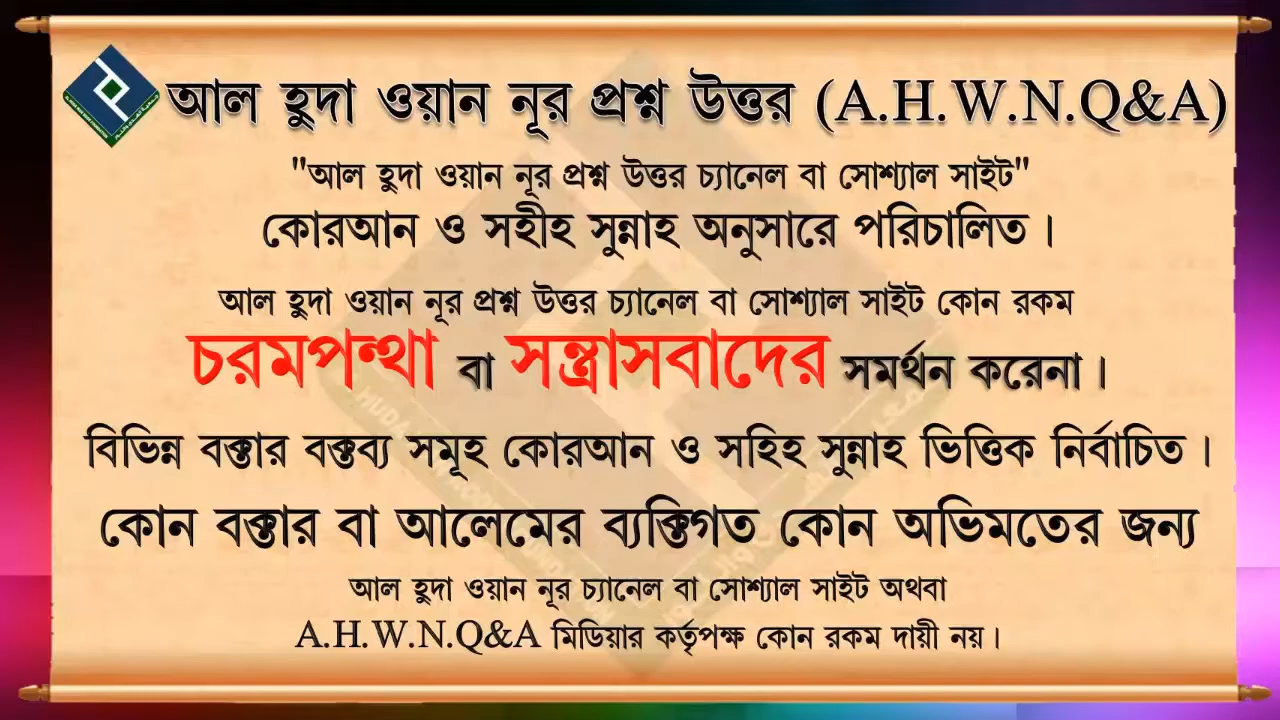 আল হুদা ওয়ান নূর প্রশ্ন উত্তর (A.H.W.N.Q&A)
"আল হুদা ওয়ান নূর প্রশ্ন উত্তর চ্যানেল বা সোশ্যাল সাইট"
কোরআন ও সহীহ সুন্নাহ অনুসারে পরিচালিত।
আল হুদা ওয়ান নূর প্রশ্ন উত্তর চ্যানেল বা সোশ্যাল সাইট কোন রকম
চরমপন্থা বা সন্ত্রাসবাদের সমর্থন করেনা।
বিভিন্ন বক্তার বক্তব্য সমূহ কোরআন ও সহিহ সুন্নাহ ভিত্তিক নির্বাচিত।
কোন বক্তার বা আলেমের ব্যক্তিগত কোন অভিমতের জন্য
আল হুদা ওয়ান নূর চ্যানেল বা সোশ্যাল সাইট অথবা
A.H.W.N.Q&A মিডিয়ার কর্তৃপক্ষ কোন রকম দায়ী নয়।